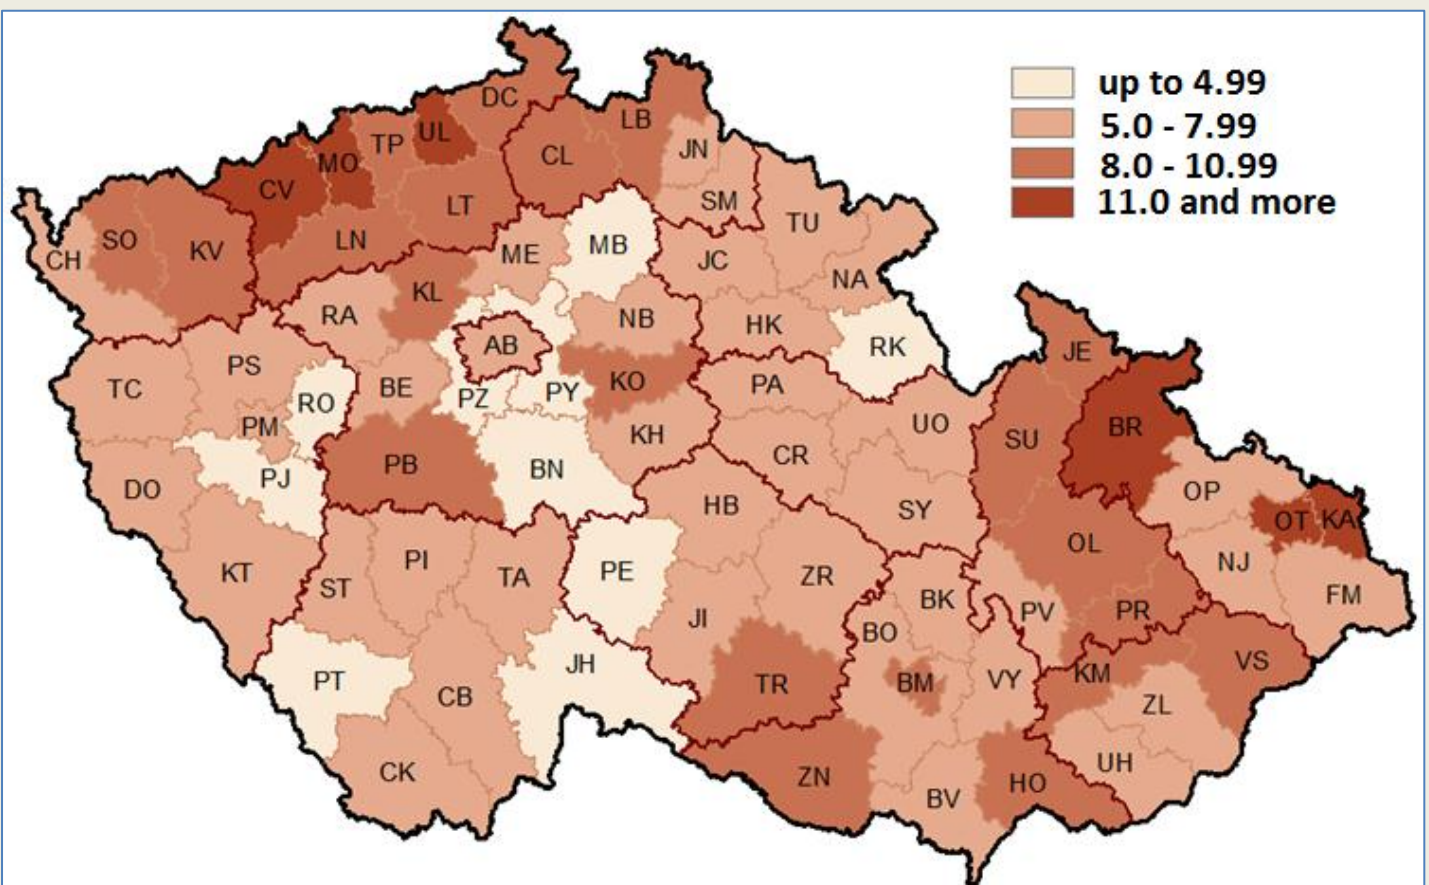 up to 4.99
5.0 - 7.99
8.0 - 10.99
11.0 and more
DC
LB
UL
TP
JN
CL
MO
CV
SM
LT
TU
SO
LN
MB
KV
ME
CH
JC
NA
KL
RA
NB
HK
AB
RK
JE
PS
KO
PA
TC
BE
PY
PZ
RO
UO
PM
BR
KH
SU
CR
PB
BN
PJ
DO
OP
HB
SY
OT
KA
OL
PI
NJ
KT
PE
ZR
TA
ST
FM
BK
PV
PR
JI
BO
VS
JH
KM
PT
VY
TR
BM
CB
ZL
UH
CK
ZN
HO
BV